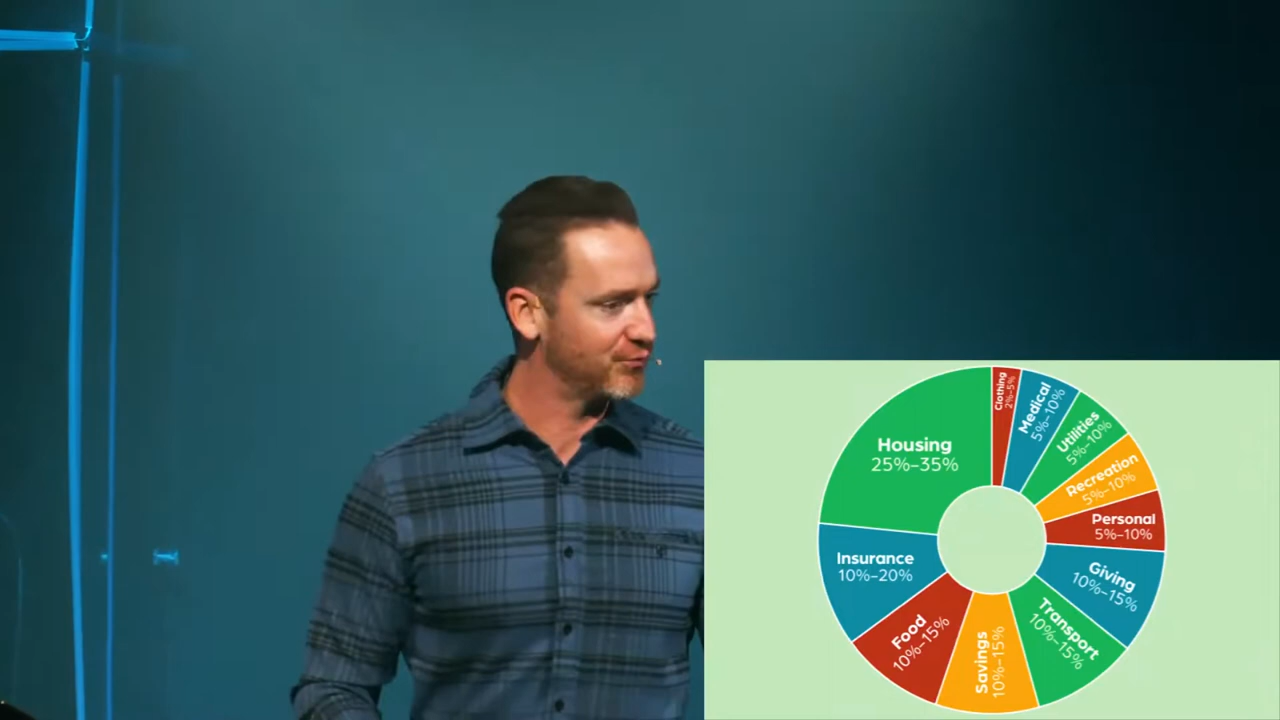 Clothing
2%-5%
Medical
5%-10%
Utilities
5%-10%
Recreation
5%-10%
Personal
5%-10%
Giving
10%-15%
Transport
10%-15%
Savings
10%-15%
Food
10%-15%
Insurance
10%-20%
Housing
25%-35%